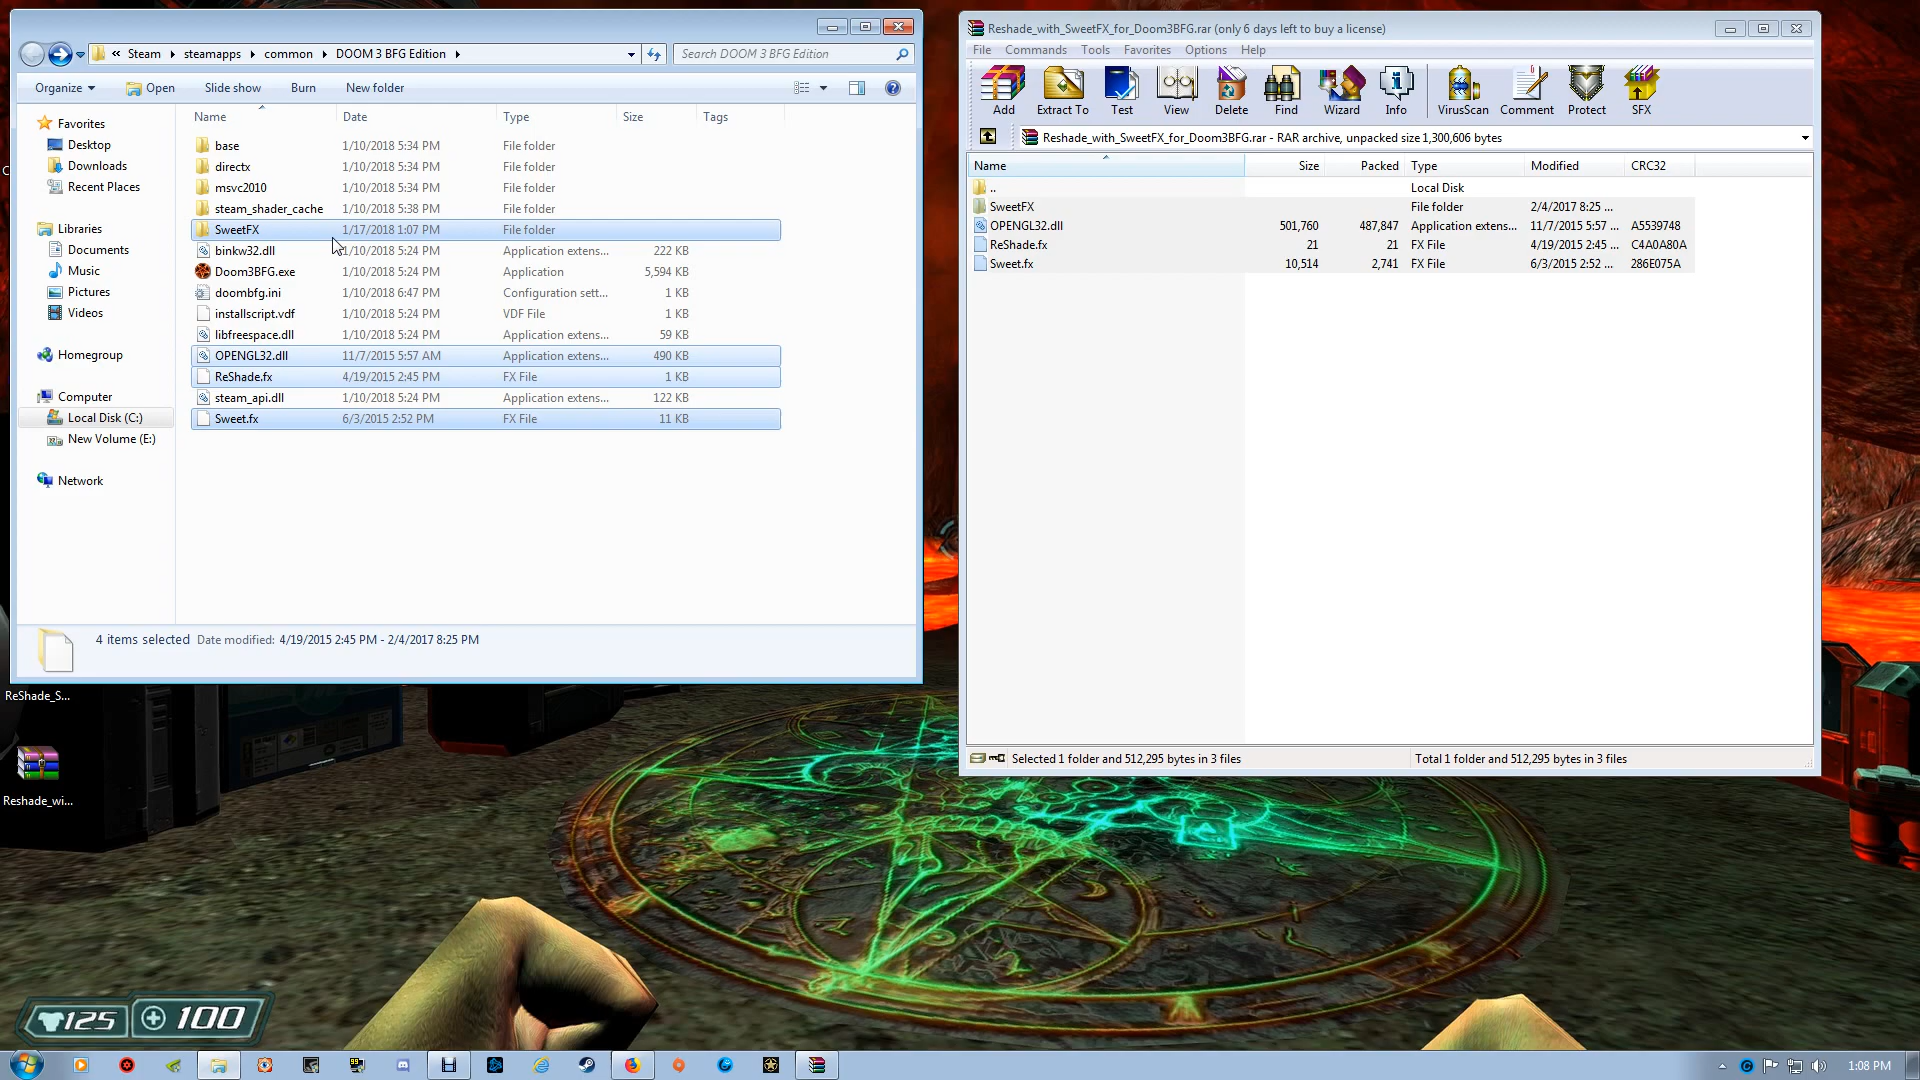 « Steam ▸ steamapps ▸ common ▸ DOOM 3 BFG Edition ▸
Search DOOM 3 BFG Edition
Organize Open Slide show Burn New folder
Name Date Type Size Tags
Favorites
Desktop
Downloads
Recent Places
Libraries
Documents
Music
Pictures
Videos
Homegroup
Computer
Local Disk (C:)
New Volume (E:)
Network
base 1/10/2018 5:34 PM File folder
directx 1/10/2018 5:34 PM File folder
msvc2010 1/10/2018 5:34 PM File folder
steam_shader_cache 1/10/2018 5:38 PM File folder
SweetFX 1/17/2018 1:07 PM File folder
binkw32.dll 1/10/2018 5:24 PM Application extens... 222 KB
Doom3BFG.exe 1/10/2018 5:24 PM Application 5,594 KB
doombfg.ini 1/10/2018 6:47 PM Configuration sett... 1 KB
installscript.vdf 1/10/2018 5:24 PM VDF File 1 KB
libfreespace.dll 1/10/2018 5:24 PM Application extens... 59 KB
OPENGL32.dll 11/7/2015 5:57 AM Application extens... 490 KB
ReShade.fx 4/19/2015 2:45 PM FX File 1 KB
steam_api.dll 1/10/2018 5:24 PM Application extens... 122 KB
Sweet.fx 6/3/2015 2:52 PM FX File 11 KB
4 items selected Date modified: 4/19/2015 2:45 PM - 2/4/2017 8:25 PM
Reshade_with_SweetFX_for_Doom3BFG.rar (only 6 days left to buy a license)
File Commands Tools Favorites Options Help
Add Extract To Test View Delete Find Wizard Info VirusScan Comment Protect SFX
Reshade_with_SweetFX_for_Doom3BFG.rar - RAR archive, unpacked size 1,300,606 bytes
Name Size Packed Type Modified CRC32
.. Local Disk
SweetFX File folder 2/4/2017 8:25 ...
OPENGL32.dll 501,760 487,847 Application extens... 11/7/2015 5:57 ... A5539748
ReShade.fx 21 21 FX File 4/19/2015 2:45 ... C4A0A80A
Sweet.fx 10,514 2,741 FX File 6/3/2015 2:52 ... 286E075A
Selected 1 folder and 512,295 bytes in 3 files
Total 1 folder and 512,295 bytes in 3 files
ReShade_S...
Reshade_wi...
125 100
1:08 PM